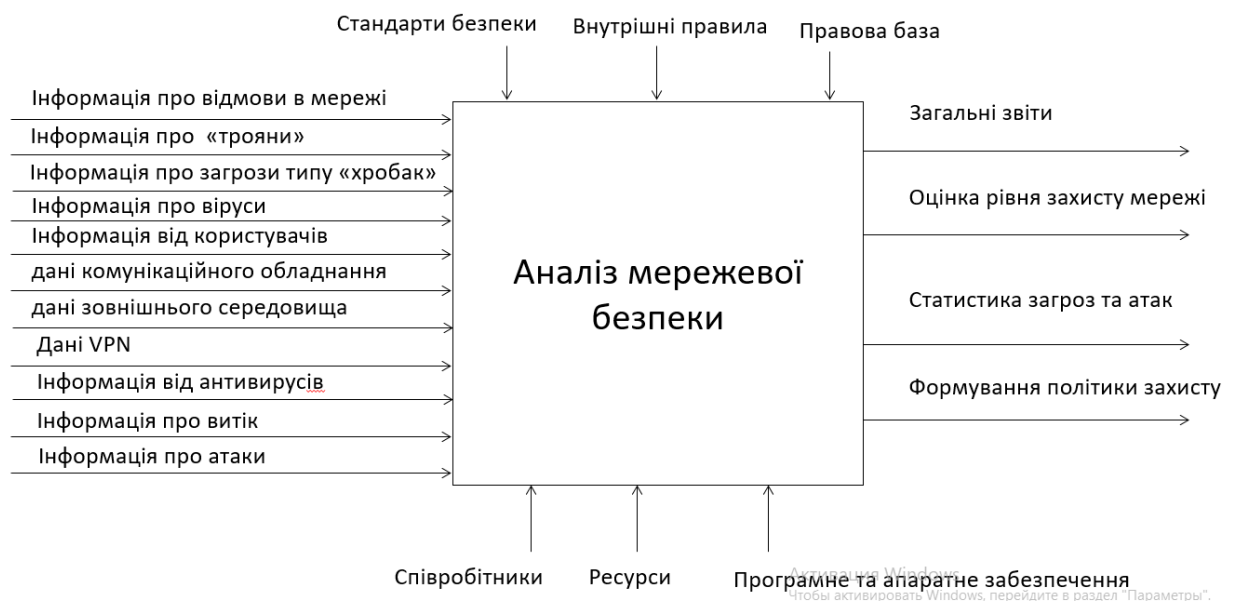 Стандарти безпеки
Внутрішні правила
Правова база
Інформація про відмови в мережі
Інформація про «трояни»
Інформація про загрози типу «хробак»
Інформація про віруси
Інформація від користувачів
дані комунікаційного обладнання
дані зовнішнього середовища
Дані VPN
Інформація від антивирусів
Інформація про витік
Інформація про атаки
Аналіз мережевої
безпеки
Загальні звіти
Оцінка рівня захисту мережі
Статистика загроз та атак
Формування політики захисту
Співробітники
Ресурси
Програмне та апаратне забезпечення
Активация Windows
Чтобы активировать Windows, перейдите в раздел "Параметры".